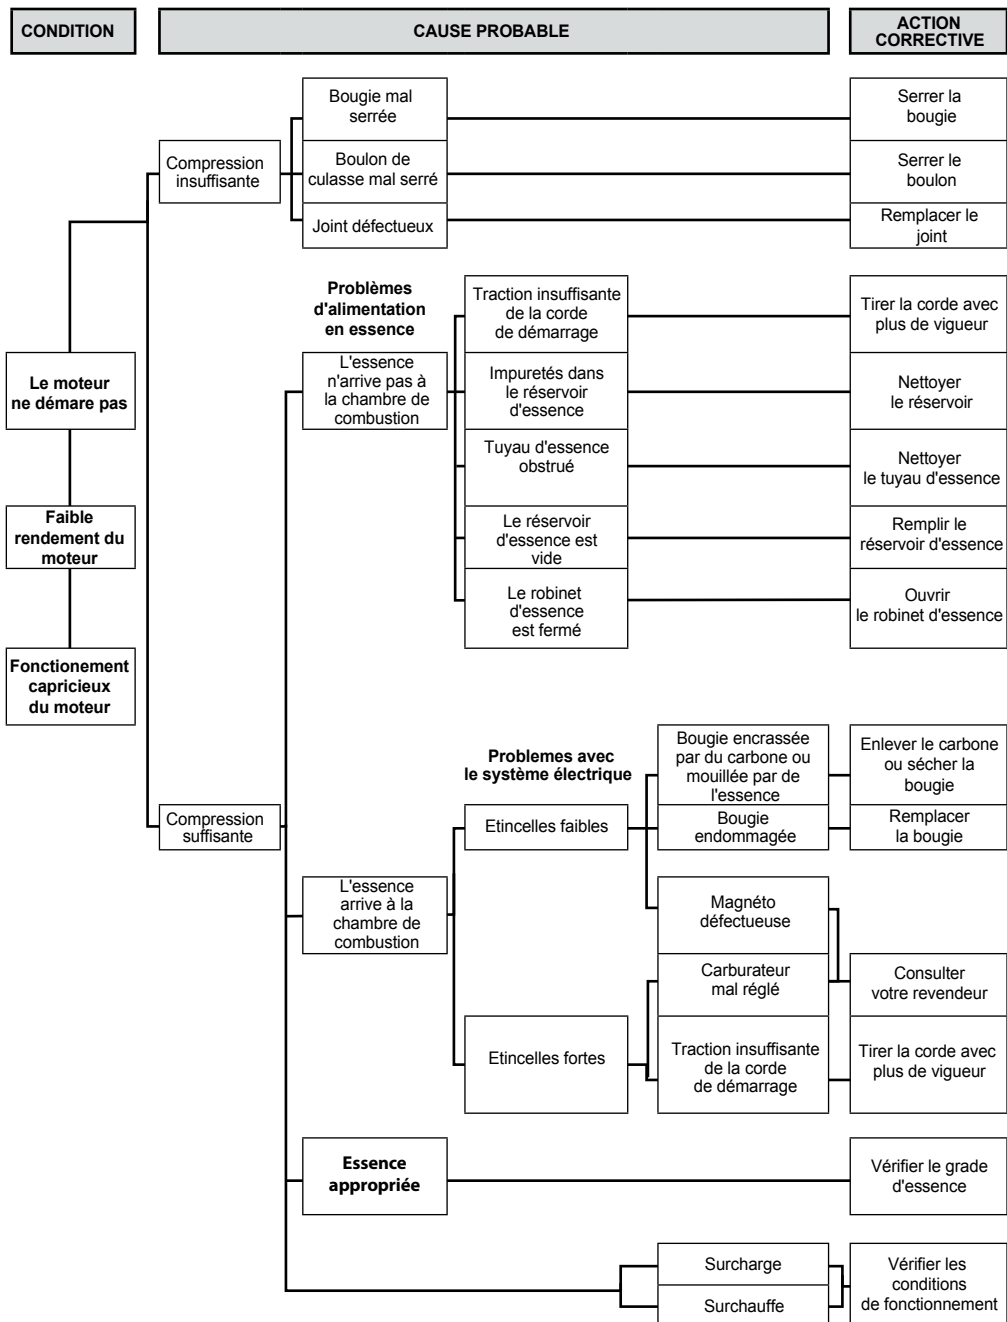 CONDITION
CAUSE PROBABLE
ACTION
CORRECTIVE
Bougie mal
serrée
Serrer la
bougie
Compression
insuffisante
Boulon de
culasse mal serré
Serrer le
boulon
Joint défectueux
Remplacer le
joint
Problèmes
d'alimentation
en essence
Traction insuffisante
de la corde
de démarrage
Tirer la corde avec
plus de vigueur
Le moteur
ne démare pas
L'essence
n'arrive pas à
la chambre de
combustion
Impuretés dans
le réservoir
d'essence
Nettoyer
le réservoir
Tuyau d'essence
obstrué
Nettoyer
le tuyau d'essence
Faible
rendement du
moteur
Le réservoir
d'essence est
vide
Remplir le
réservoir d'essence
Le robinet
d'essence
est fermé
Ouvrir
le robinet d'essence
Fonctionement
capricieux
du moteur
Problemes avec
le système électrique
Bougie encrassée
par du carbone ou
mouillée par de
l'essence
Enlever le carbone
ou sécher la
bougie
Compression
suffisante
Etincelles faibles
Bougie
endommagée
Remplacer
la bougie
L'essence
arrive à la
chambre de
combustion
Magnéto
défectueuse
Carburateur
mal réglé
Consulter
votre revendeur
Etincelles fortes
Traction insuffisante
de la corde
de démarrage
Tirer la corde avec
plus de vigueur
Essence
appropriée
Vérifier le grade
d'essence
Surcharge
Surchauffe
Vérifier les
conditions
de fonctionnement